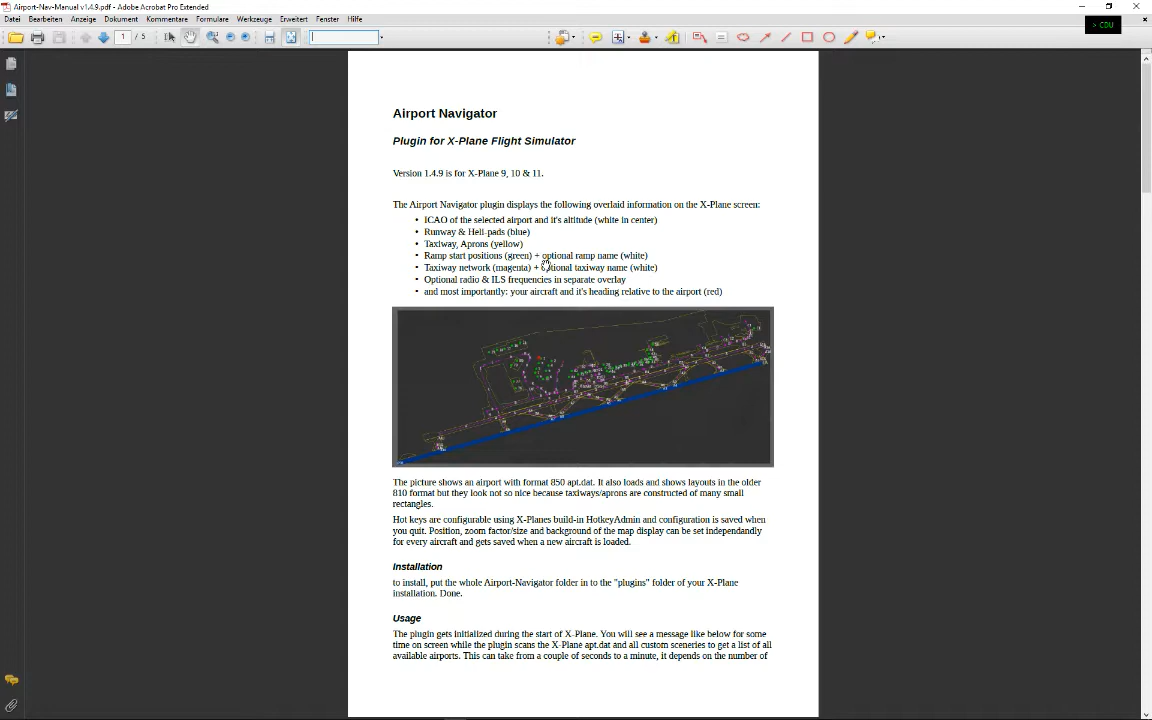 Airport-Nav-Manual v1.4.9.pdf - Adobe Acrobat Pro Extended
Datei Bearbeiten Anzeige Dokument Kommentare Formulare Werkzeuge Erweitert Fenster Hilfe
> CDU
1 / 5
Airport Navigator
Plugin for X-Plane Flight Simulator
Version 1.4.9 is for X-Plane 9, 10 & 11.
The Airport Navigator plugin displays the following overlaid information on the X-Plane screen:
• ICAO of the selected airport and it's altitude (white in center)
• Runway & Heli-pads (blue)
• Taxiway, Aprons (yellow)
• Ramp start positions (green) + optional ramp name (white)
• Taxiway network (magenta) + optional taxiway name (white)
• Optional radio & ILS frequencies in separate overlay
• and most importantly: your aircraft and it's heading relative to the airport (red)
The picture shows an airport with format 850 apt.dat. It also loads and shows layouts in the older
810 format but they look not so nice because taxiways/aprons are constructed of many small
rectangles.
Hot keys are configurable using X-Planes build-in HotkeyAdmin and configuration is saved when
you quit. Position, zoom factor/size and background of the map display can be set independandly
for every aircraft and gets saved when a new aircraft is loaded.
Installation
to install, put the whole Airport-Navigator folder in to the "plugins" folder of your X-Plane
installation. Done.
Usage
The plugin gets initialized during the start of X-Plane. You will see a message like below for some
time on screen while the plugin scans the X-Plane apt.dat and all custom sceneries to get a list of all
available airports. This can take from a couple of seconds to a minute, it depends on the number of